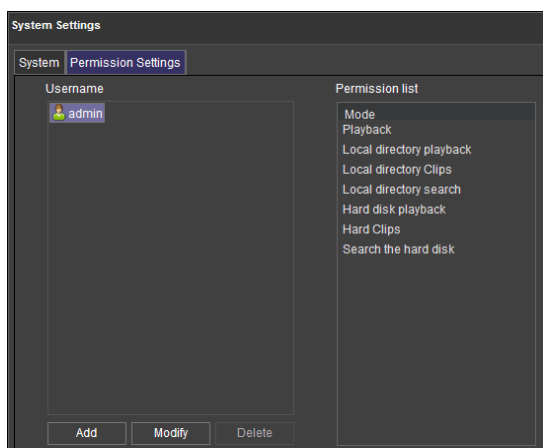 System Settings
System Permission Settings
Username
admin
Add Modify Delete
Permission list
Mode
Playback
Local directory playback
Local directory Clips
Local directory search
Hard disk playback
Hard Clips
Search the hard disk